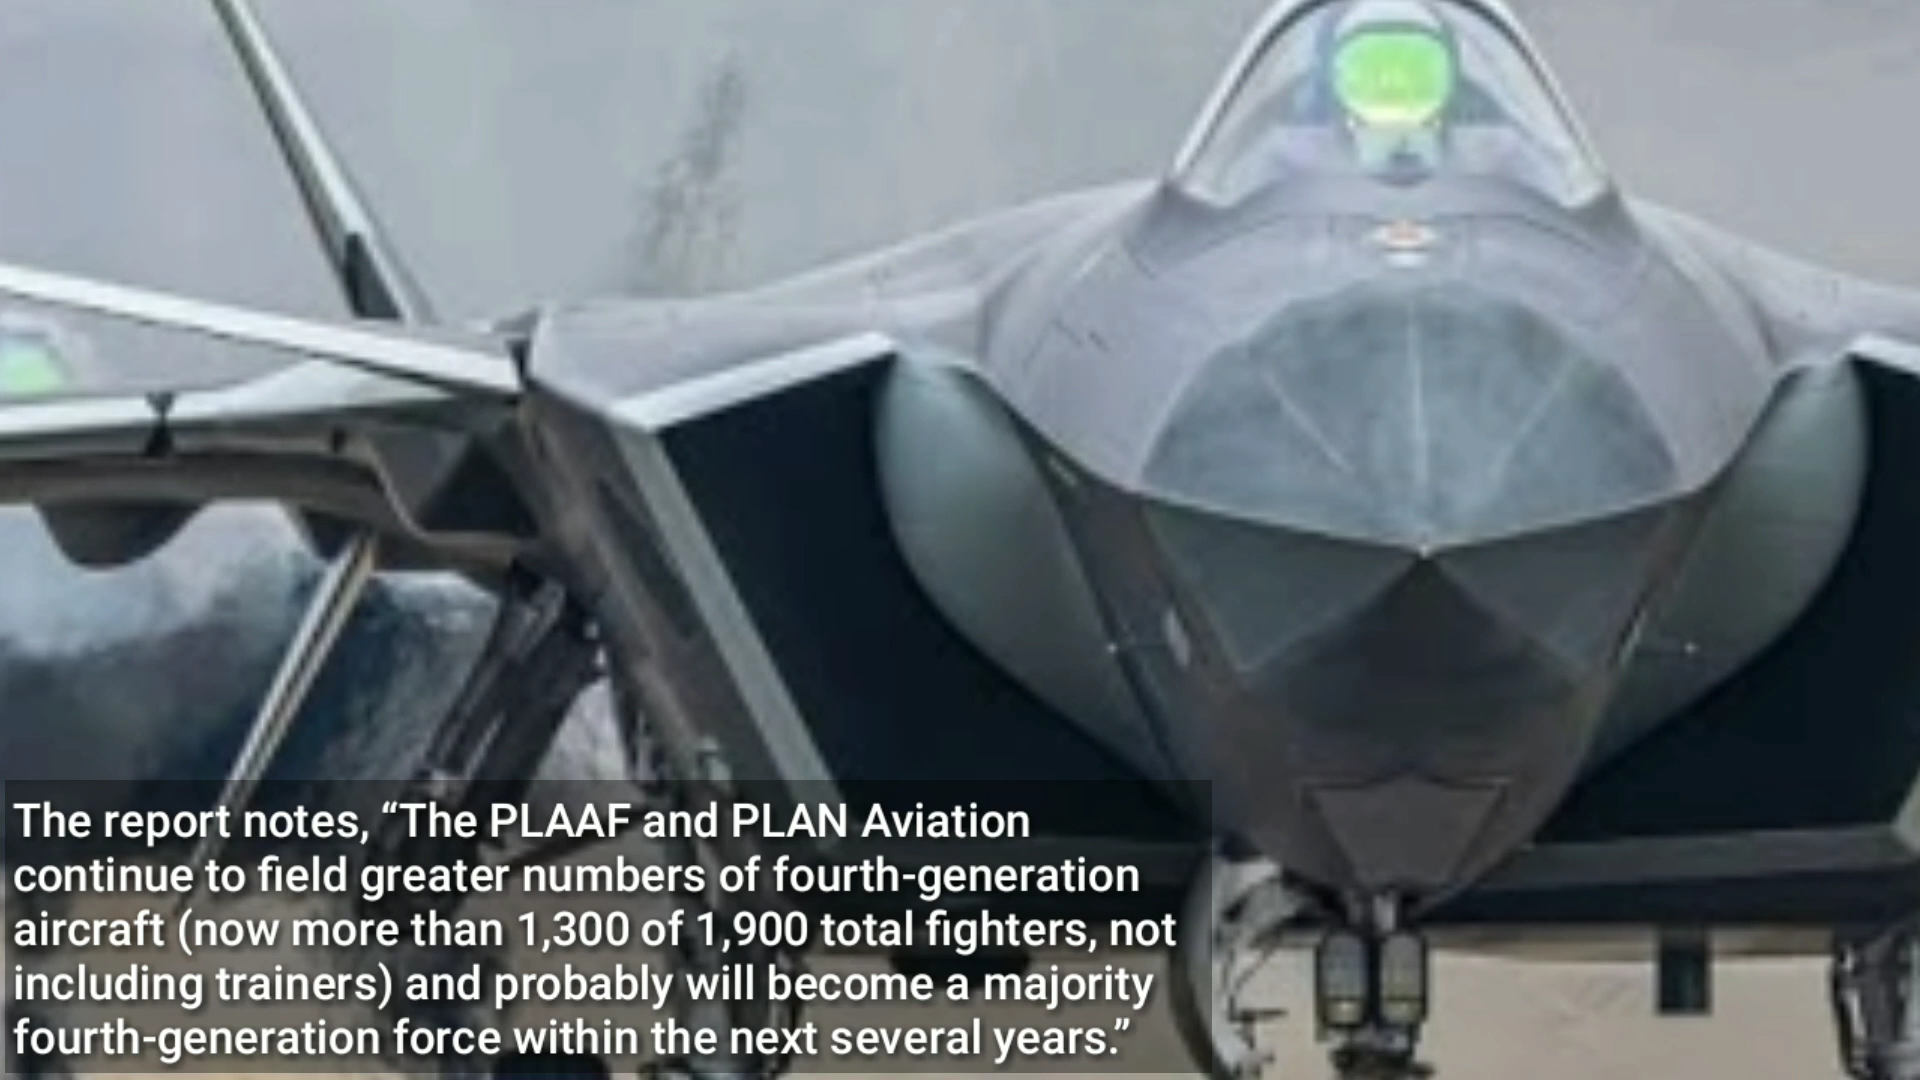 The report notes, “The PLAAF and PLAN Aviation
continue to field greater numbers of fourth-generation
aircraft (now more than 1,300 of 1,900 total fighters, not
including trainers) and probably will become a majority
fourth-generation force within the next several years.”